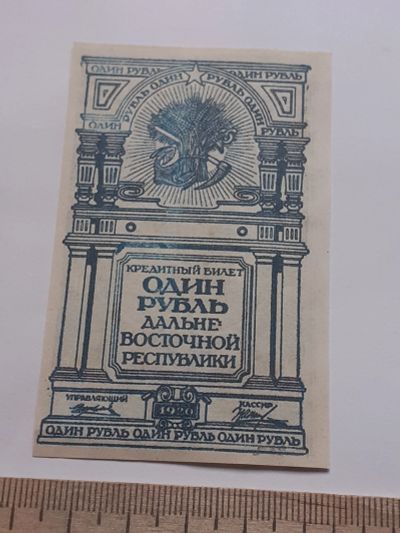 ОДИН РУБЛЬ ОДИН РУБЛЬ
РУБЛЬ ОДИН РУБЛЬ ОДИН
ОДИН РУБЛЬ
КРЕДИТНЫЙ БИЛЕТ
ОДИН
РУБЛЬ
ДАЛЬНЕ-
ВОСТОЧНОЙ
РЕСПУБЛИКИ
УПРАВЛЯЮЩИЙ КАССИР
1920
ОДИН РУБЛЬ ОДИН РУБЛЬ ОДИН РУБЛЬ